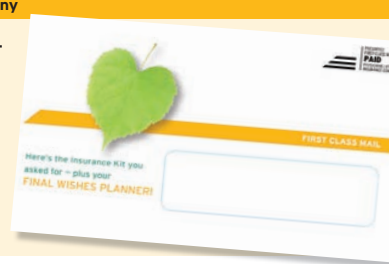 ny
.
PAID
FIRST CLASS MAIL
Here's the Insurance Kit you
asked for – plus your
FINAL WISHES PLANNER!